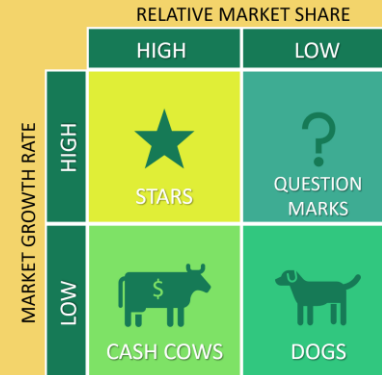 RELATIVE MARKET SHARE
HIGH
LOW
MARKET GROWTH RATE
HIGH
STARS
?
QUESTION
MARKS
LOW
$
CASH COWS
DOGS